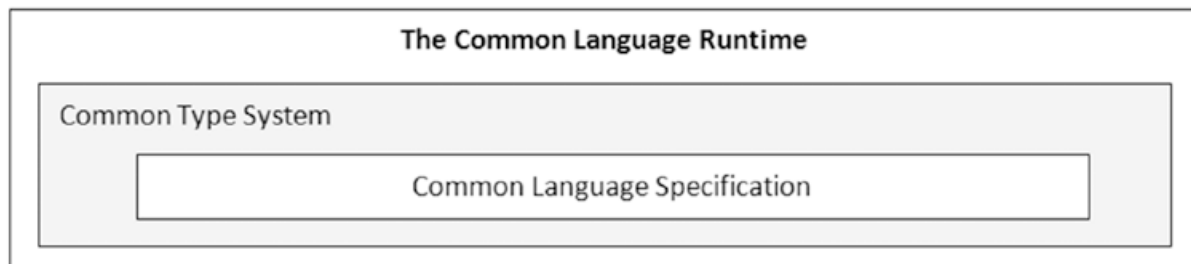 The Common Language Runtime
Common Type System
Common Language Specification